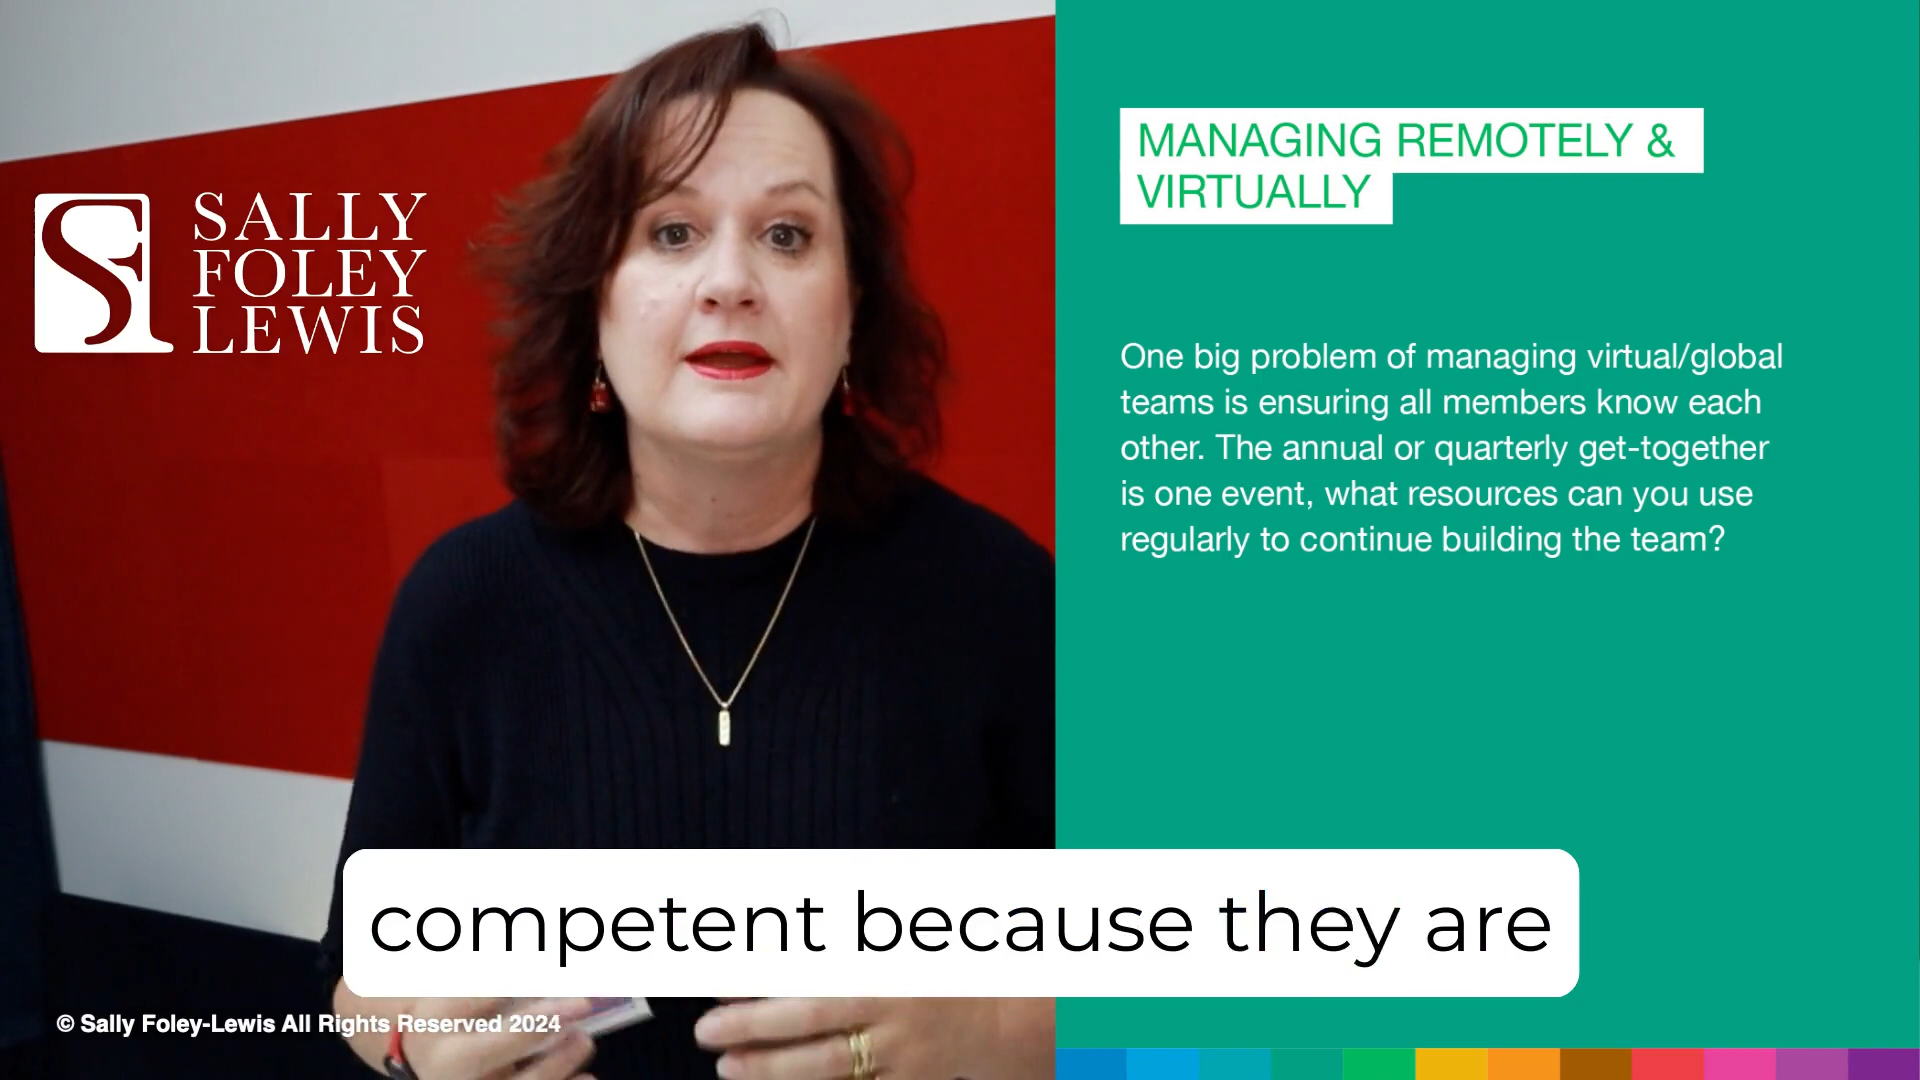 SALLY
FOLEY
LEWIS
MANAGING REMOTELY &
VIRTUALLY
One big problem of managing virtual/global
teams is ensuring all members know each
other. The annual or quarterly get-together
is one event, what resources can you use
regularly to continue building the team?
competent because they are
© Sally Foley-Lewis All Rights Reserved 2024